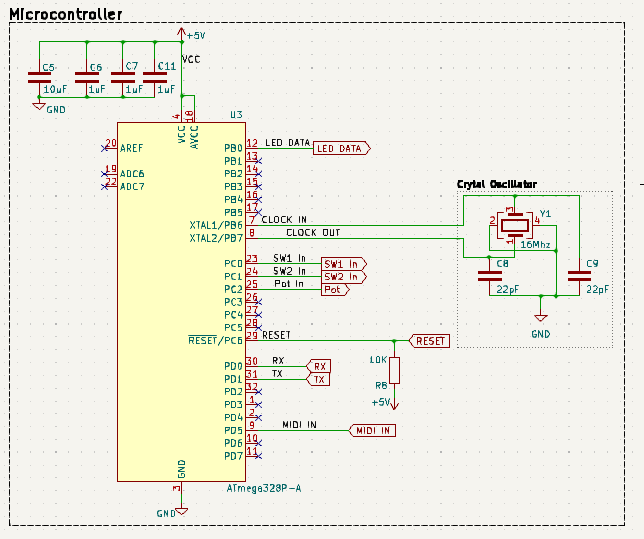 Microcontroller
+5V
VCC
C5
10uF
C6
1uF
C7
1uF
C11
1uF
GND
U3
4
18
VCC
AVCC
20
AREF
19
ADC6
22
ADC7
PB0
12
LED DATA
LED DATA
PB1
13
PB2
14
PB3
15
PB4
16
PB5
17
XTAL1/PB6
7
CLOCK IN
XTAL2/PB7
8
CLOCK OUT
PC0
23
SW1 In
SW1 In
PC1
24
SW2 In
SW2 In
PC2
25
Pot In
Pot
PC3
26
PC4
27
PC5
28
RESET/PC6
29
RESET
RESET
PD0
30
RX
RX
PD1
31
TX
TX
PD2
32
PD3
1
PD4
2
PD5
9
MIDI IN
MIDI IN
PD6
10
PD7
11
GND
3
ATmega328P-A
GND
10K
R6
+5V
Crytal Ositlator
Y1
2
3
4
1
16Mhz
C8
22pF
C9
22pF
GND